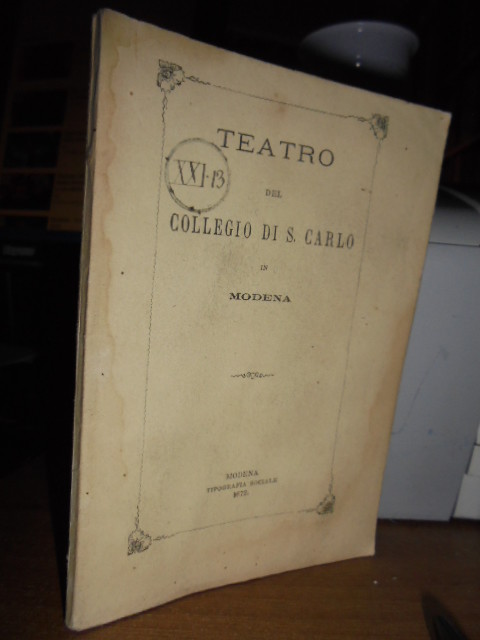 TEATRO
XXI-13
DEL
COLLEGIO DI S. CARLO
IN
MODENA
MODENA
TIPOGRAFIA SOCIALE